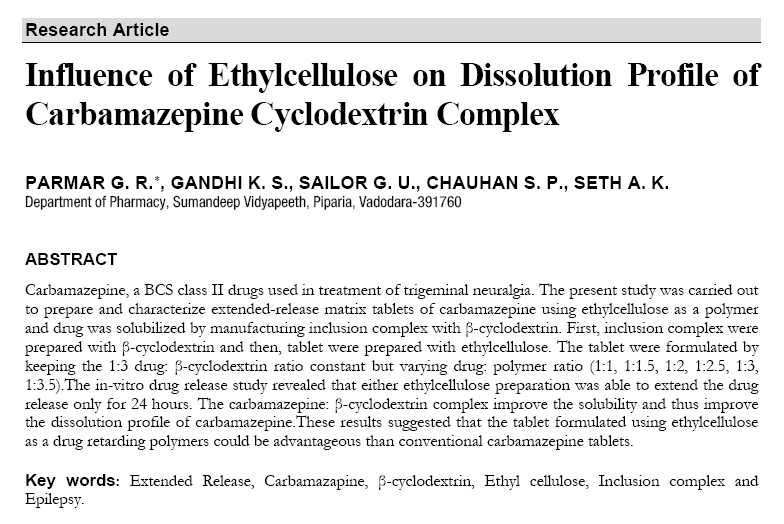 Research Article
Influence of Ethylcellulose on Dissolution Profile of
Carbamazepine Cyclodextrin Complex
PARMAR G. R.*, GANDHI K. S., SAILOR G. U., CHAUHAN S. P., SETH A. K.
Department of Pharmacy, Sumandeep Vidyapeeth, Piparia, Vadodara-391760
ABSTRACT
Carbamazepine, a BCS class II drugs used in treatment of trigeminal neuralgia. The present study was carried out
to prepare and characterize extended-release matrix tablets of carbamazepine using ethylcellulose as a polymer
and drug was solubilized by manufacturing inclusion complex with β-cyclodextrin. First, inclusion complex were
prepared with β-cyclodextrin and then, tablet were prepared with ethylcellulose. The tablet were formulated by
keeping the 1:3 drug: β-cyclodextrin ratio constant but varying drug: polymer ratio (1:1, 1:1.5, 1:2, 1:2.5, 1:3,
1:3.5).The in-vitro drug release study revealed that either ethylcellulose preparation was able to extend the drug
release only for 24 hours. The carbamazepine: β-cyclodextrin complex improve the solubility and thus improve
the dissolution profile of carbamazepine.These results suggested that the tablet formulated using ethylcellulose
as a drug retarding polymers could be advantageous than conventional carbamazepine tablets.
Key words: Extended Release, Carbamazapine, β-cyclodextrin, Ethyl cellulose, Inclusion complex and
Epilepsy.